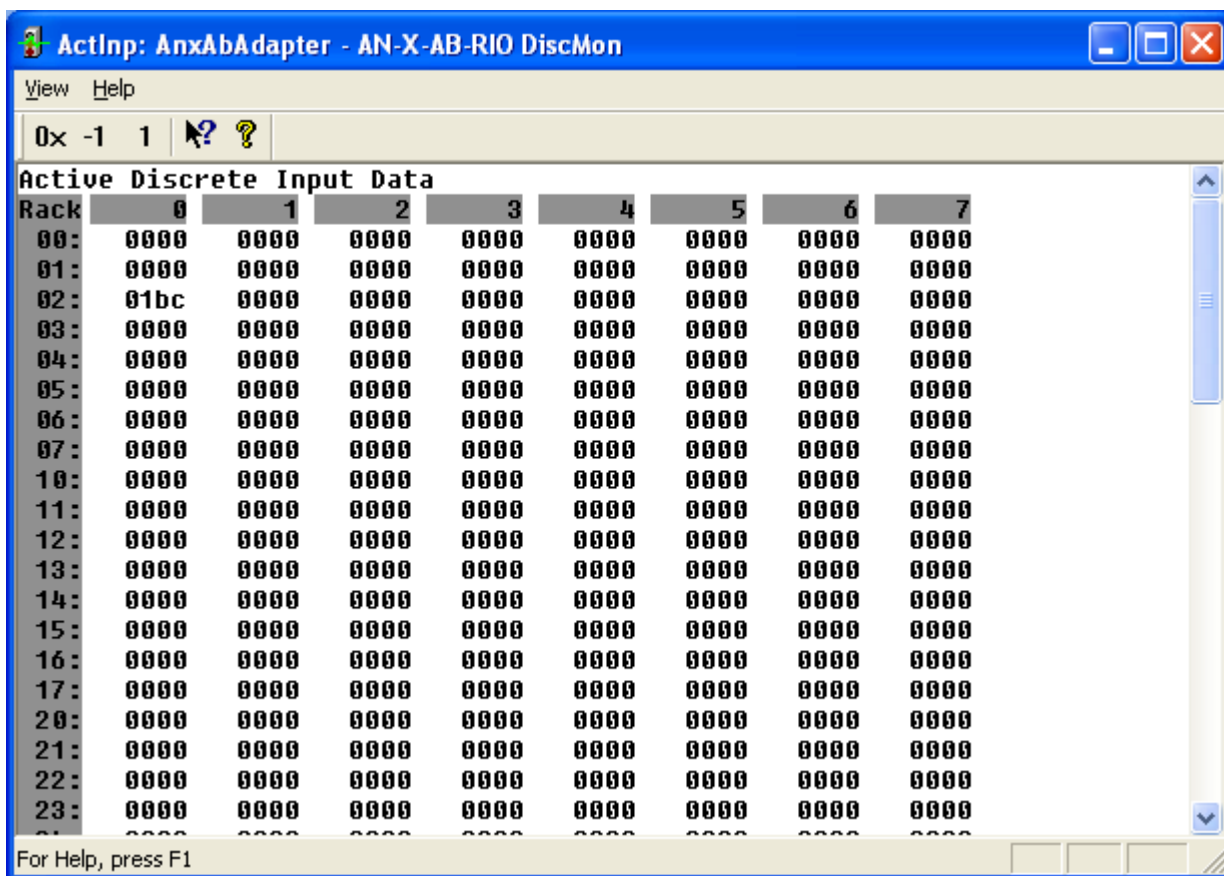 ActInp: AnxAbAdapter - AN-X-AB-RIO DiscMon
View Help
0x -1 1
Active Discrete Input Data
Rack 0 1 2 3 4 5 6 7
00: 0000 0000 0000 0000 0000 0000 0000 0000
01: 0000 0000 0000 0000 0000 0000 0000 0000
02: 01bc 0000 0000 0000 0000 0000 0000 0000
03: 0000 0000 0000 0000 0000 0000 0000 0000
04: 0000 0000 0000 0000 0000 0000 0000 0000
05: 0000 0000 0000 0000 0000 0000 0000 0000
06: 0000 0000 0000 0000 0000 0000 0000 0000
07: 0000 0000 0000 0000 0000 0000 0000 0000
10: 0000 0000 0000 0000 0000 0000 0000 0000
11: 0000 0000 0000 0000 0000 0000 0000 0000
12: 0000 0000 0000 0000 0000 0000 0000 0000
13: 0000 0000 0000 0000 0000 0000 0000 0000
14: 0000 0000 0000 0000 0000 0000 0000 0000
15: 0000 0000 0000 0000 0000 0000 0000 0000
16: 0000 0000 0000 0000 0000 0000 0000 0000
17: 0000 0000 0000 0000 0000 0000 0000 0000
20: 0000 0000 0000 0000 0000 0000 0000 0000
21: 0000 0000 0000 0000 0000 0000 0000 0000
22: 0000 0000 0000 0000 0000 0000 0000 0000
23: 0000 0000 0000 0000 0000 0000 0000 0000
For Help, press F1